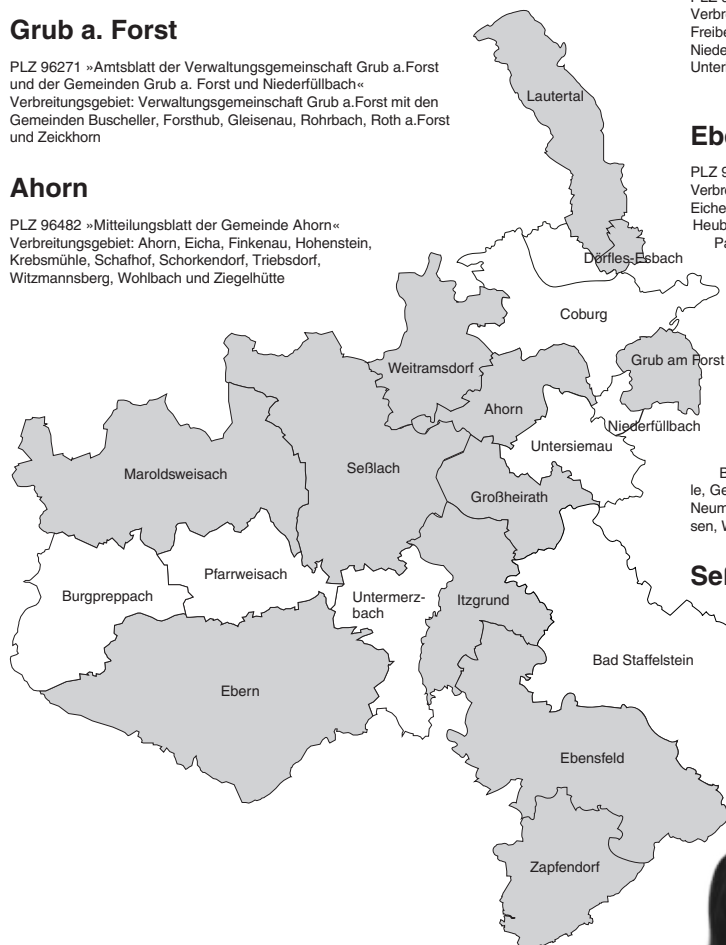 Grub a. Forst
PLZ 96271 »Amtsblatt der Verwaltungsgemeinschaft Grub a.Forst
und der Gemeinden Grub a. Forst und Niederfüllbach«
Verbreitungsgebiet: Verwaltungsgemeinschaft Grub a.Forst mit den
Gemeinden Buscheller, Forsthub, Gleisenau, Rohrbach, Roth a.Forst
und Zeickhorn
Ahorn
PLZ 96482 »Mitteilungsblatt der Gemeinde Ahorn«
Verbreitungsgebiet: Ahorn, Eicha, Finkenau, Hohenstein,
Krebsmühle, Schafhof, Schorkendorf, Triebsdorf,
Witzmannsberg, Wohlbach und Ziegelhütte
Lautertal
Dörfles-Esbach
Coburg
Weitramsdorf
Grub am Forst
Ahorn
Niederfüllbach
Untersiemau
Maroldsweisach
Seßlach
Großheirath
Burgpreppach
Pfarrweisach
Untermerz-
bach
Itzgrund
Bad Staffelstein
Ebern
Ebensfeld
Zapfendorf
le, Ge
sen, W